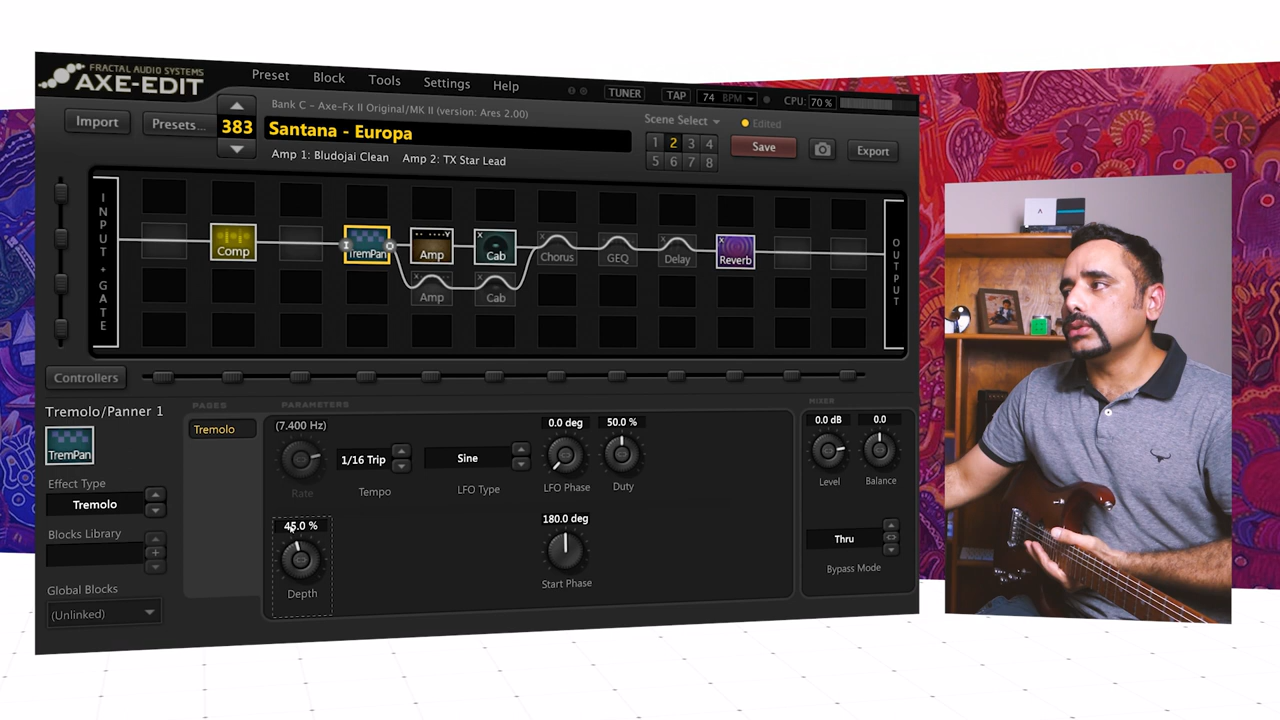 FRACTAL AUDIO SYSTEMS
AXE-EDIT
Preset Block Tools Settings Help
TUNER TAP 74 BPM CPU: 70 %
Import Presets... 383
Bank C - Axe-Fx II Original/MK II (version: Ares 2.00)
Santana - Europa
Amp 1: Bludojai Clean Amp 2: TX Star Lead
Scene Select Edited
1 2 3 4
5 6 7 8
Save Export
INPUT + GATE
Comp TremPan Amp Cab Chorus GEQ Delay Reverb
Amp Cab
OUTPUT
Controllers
Tremolo/Panner 1
TremPan
Effect Type
Tremolo
Blocks Library
Global Blocks
(Unlinked)
PAGES
Tremolo
PARAMETERS
(7.400 Hz)
Rate
1/16 Trip
Tempo
Sine
LFO Type
0.0 deg
LFO Phase
50.0 %
Duty
45.0 %
Depth
180.0 deg
Start Phase
MIXER
0.0 dB
Level
0.0
Balance
Thru
Bypass Mode